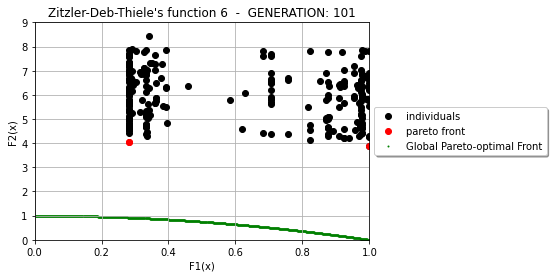 Zitzler-Deb-Thiele's function 6 - GENERATION: 101
F2(x)
9
8
7
6
5
4
3
2
1
0
0.0 0.2 0.4 0.6 0.8 1.0
F1(x)
individuals
pareto front
Global Pareto-optimal Front